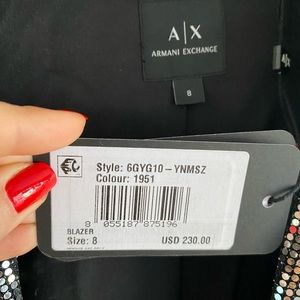 A|X
ARMANI EXCHANGE
8
A|X
Style: 6GYG10-YNMSZ
Colour: 1951
8 055187 875196
BLAZER
Size: 8 USD 230.00